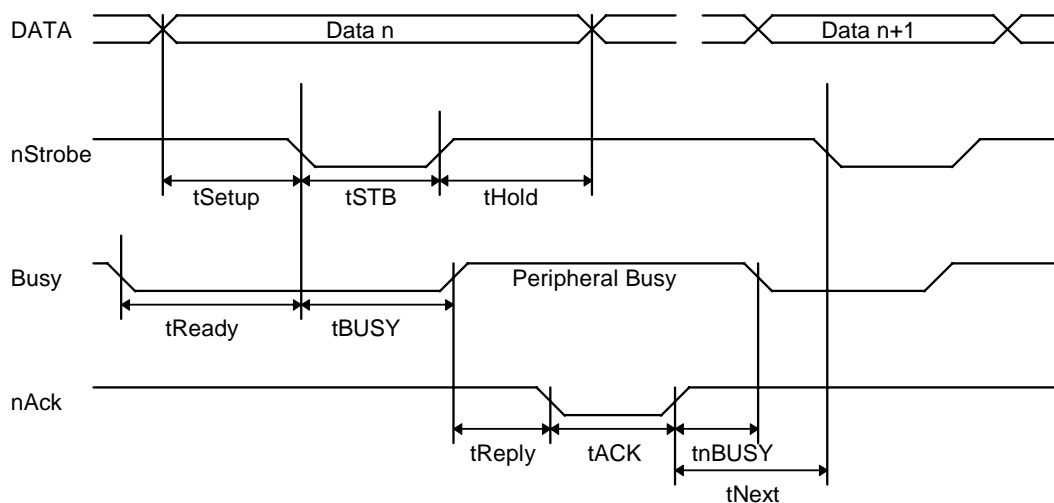 DATA
Data n
Data n+1
nStrobe
tSetup
tSTB
tHold
Busy
Peripheral Busy
tReady
tBUSY
nAck
tReply
tACK
tnBUSY
tNext